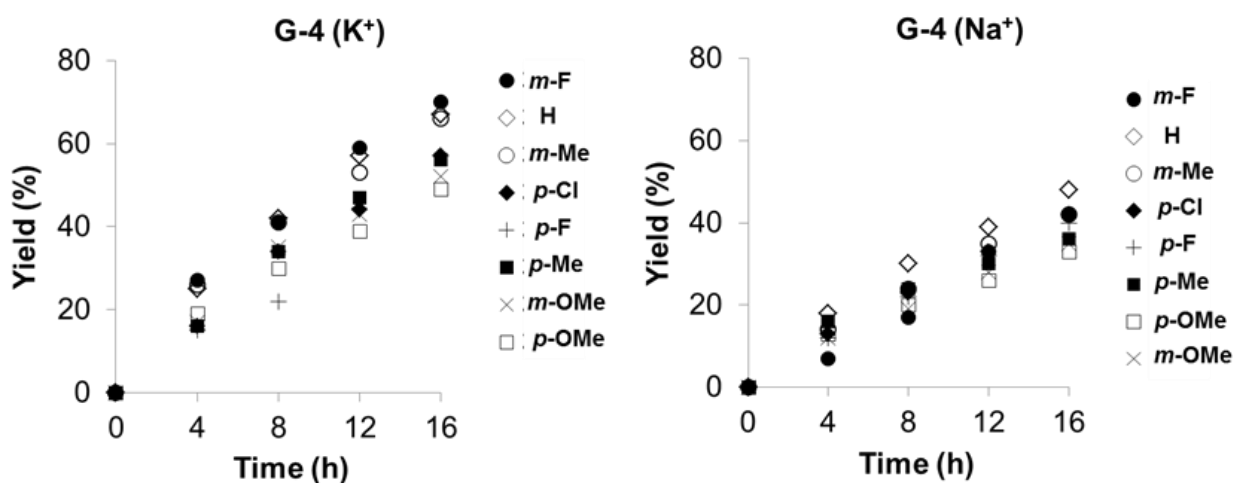 G-4 (K⁺)
80
60
40
20
0
0 4 8 12 16
Yield (%)
Time (h)
m-F
H
m-Me
p-Cl
p-F
p-Me
m-OMe
p-OMe
G-4 (Na⁺)
80
60
40
20
0
0 4 8 12 16
Yield (%)
Time (h)
m-F
H
m-Me
p-Cl
p-F
p-Me
p-OMe
m-OMe